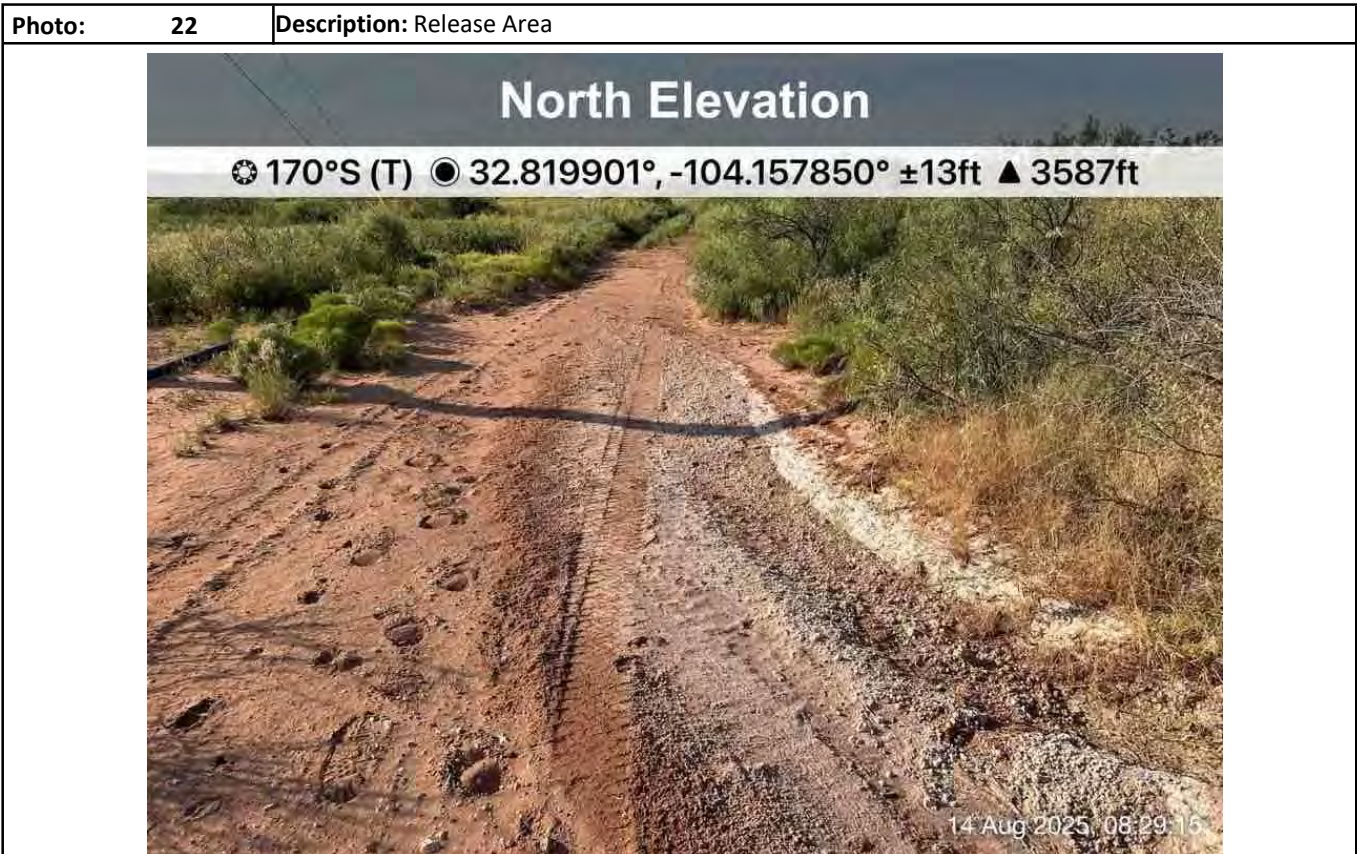 Photo: 22 Description: Release Area
North Elevation
170°S (T) 32.819901°, -104.157850° ±13ft ▲ 3587ft
14 Aug 2025, 08:29:15